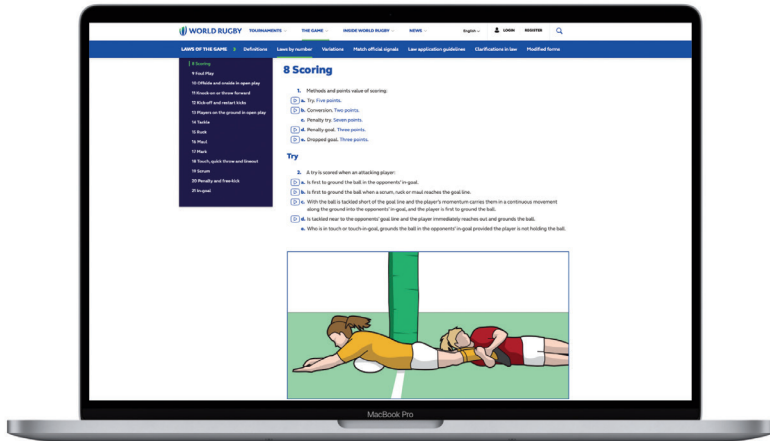 WORLD RUGBY TOURNAMENTS THE GAME INSIDE WORLD RUGBY NEWS English LOGIN REGISTER
LAWS OF THE GAME Definitions Laws by number Variations Match official signals Law application guidelines Clarifications in law Modified forms
8 Scoring
9 Foul Play
10 Offside and onside in open play
11 Knock-on or throw forward
12 Kick-off and restart kicks
13 Players on the ground in open play
14 Tackle
15 Ruck
16 Maul
17 Mark
18 Touch, quick throw and lineout
19 Scrum
20 Penalty and free-kick
21 In-goal
8 Scoring
1. Methods and points value of scoring:
a. Try. Five points.
b. Conversion. Two points.
c. Penalty try. Seven points.
d. Penalty goal. Three points.
e. Dropped goal. Three points.
Try
2. A try is scored when an attacking player:
a. Is first to ground the ball in the opponents' in-goal.
b. Is first to ground the ball when a scrum, ruck or maul reaches the goal line.
c. With the ball is tackled short of the goal line and the player's momentum carries them in a continuous movement
along the ground into the opponents' in-goal, and the player is first to ground the ball.
d. Is tackled near to the opponents' goal line and the player immediately reaches out and grounds the ball.
e. Who is in touch or touch-in-goal, grounds the ball in the opponents' in-goal provided the player is not holding the ball.
MacBook Pro